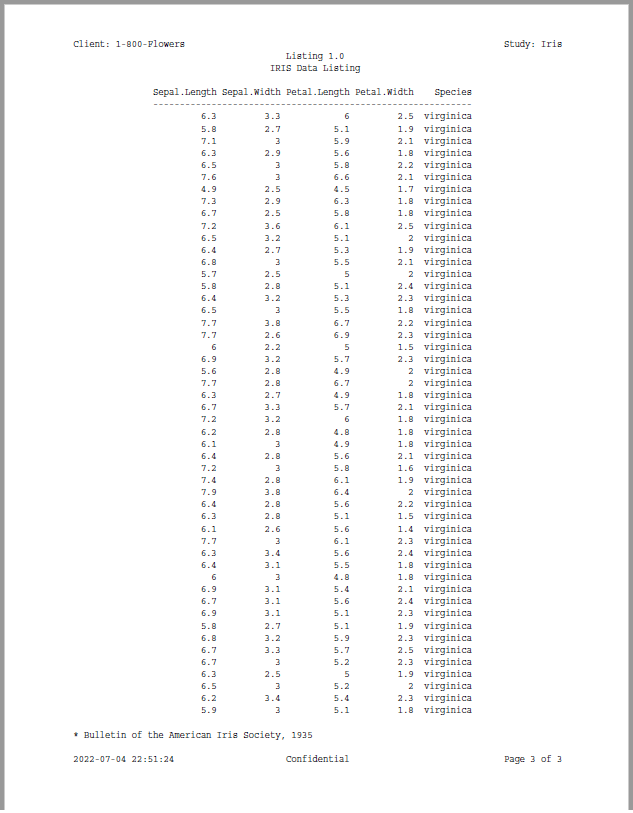 Client: 1-800-Flowers Study: Iris
Listing 1.0
IRIS Data Listing
Sepal.Length Sepal.Width Petal.Length Petal.Width Species
------------------------------------------------------------
6.3 3.3 6 2.5 virginica
5.8 2.7 5.1 1.9 virginica
7.1 3 5.9 2.1 virginica
6.3 2.9 5.6 1.8 virginica
6.5 3 5.8 2.2 virginica
7.6 3 6.6 2.1 virginica
4.9 2.5 4.5 1.7 virginica
7.3 2.9 6.3 1.8 virginica
6.7 2.5 5.8 1.8 virginica
7.2 3.6 6.1 2.5 virginica
6.5 3.2 5.1 2 virginica
6.4 2.7 5.3 1.9 virginica
6.8 3 5.5 2.1 virginica
5.7 2.5 5 2 virginica
5.8 2.8 5.1 2.4 virginica
6.4 3.2 5.3 2.3 virginica
6.5 3 5.5 1.8 virginica
7.7 3.8 6.7 2.2 virginica
7.7 2.6 6.9 2.3 virginica
6 2.2 5 1.5 virginica
6.9 3.2 5.7 2.3 virginica
5.6 2.8 4.9 2 virginica
7.7 2.8 6.7 2 virginica
6.3 2.7 4.9 1.8 virginica
6.7 3.3 5.7 2.1 virginica
7.2 3.2 6 1.8 virginica
6.2 2.8 4.8 1.8 virginica
6.1 3 4.9 1.8 virginica
6.4 2.8 5.6 2.1 virginica
7.2 3 5.8 1.6 virginica
7.4 2.8 6.1 1.9 virginica
7.9 3.8 6.4 2 virginica
6.4 2.8 5.6 2.2 virginica
6.3 2.8 5.1 1.5 virginica
6.1 2.6 5.6 1.4 virginica
7.7 3 6.1 2.3 virginica
6.3 3.4 5.6 2.4 virginica
6.4 3.1 5.5 1.8 virginica
6 3 4.8 1.8 virginica
6.9 3.1 5.4 2.1 virginica
6.7 3.1 5.6 2.4 virginica
6.9 3.1 5.1 2.3 virginica
5.8 2.7 5.1 1.9 virginica
6.8 3.2 5.9 2.3 virginica
6.7 3.3 5.7 2.5 virginica
6.7 3 5.2 2.3 virginica
6.3 2.5 5 1.9 virginica
6.5 3 5.2 2 virginica
6.2 3.4 5.4 2.3 virginica
5.9 3 5.1 1.8 virginica
* Bulletin of the American Iris Society, 1935
2022-07-04 22:51:24 Confidential Page 3 of 3